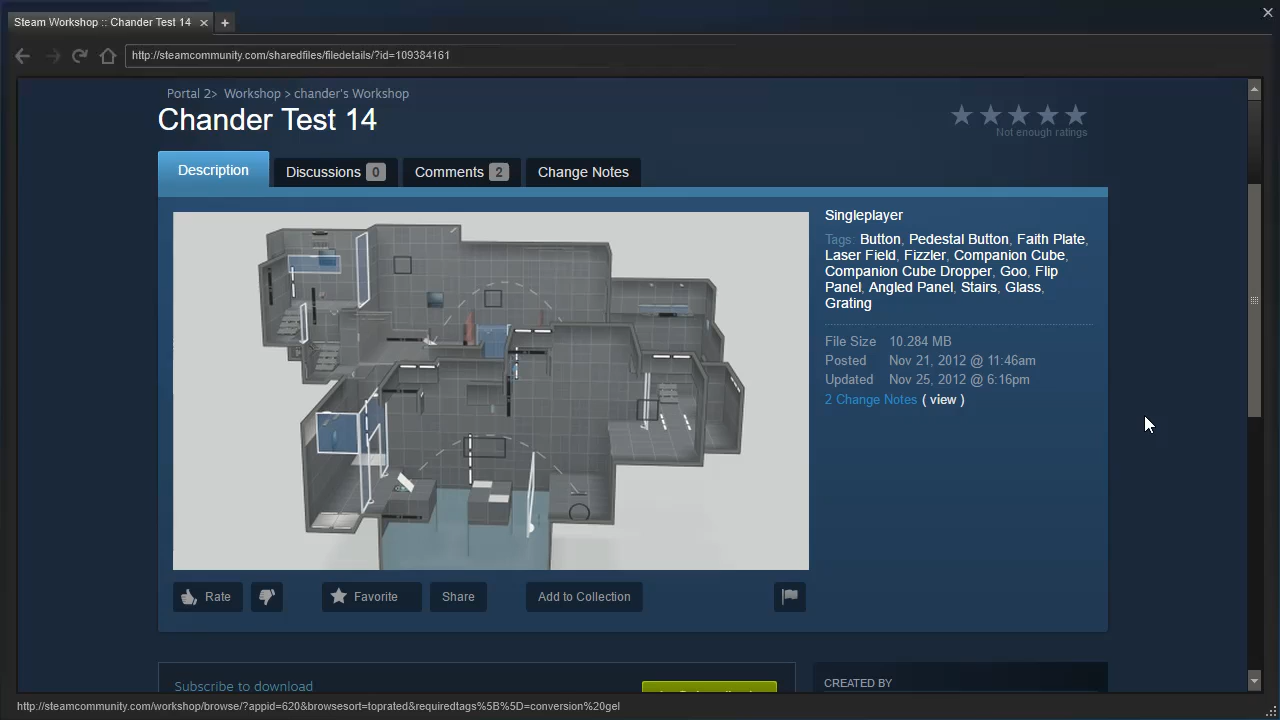 Steam Workshop :: Chander Test 14
http://steamcommunity.com/sharedfiles/filedetails/?id=109384161
Portal 2> Workshop > chander's Workshop
Chander Test 14
Not enough ratings
Description
Discussions 0
Comments 2
Change Notes
Singleplayer
Tags: Button, Pedestal Button, Faith Plate,
Laser Field, Fizzler, Companion Cube,
Companion Cube Dropper, Goo, Flip
Panel, Angled Panel, Stairs, Glass,
Grating
File Size 10.284 MB
Posted Nov 21, 2012 @ 11:46am
Updated Nov 25, 2012 @ 6:16pm
2 Change Notes ( view )
Rate
Favorite
Share
Add to Collection
Subscribe to download
CREATED BY
http://steamcommunity.com/workshop/browse/?appid=620&browsesort=toprated&requiredtags%5B%5D=conversion%20gel